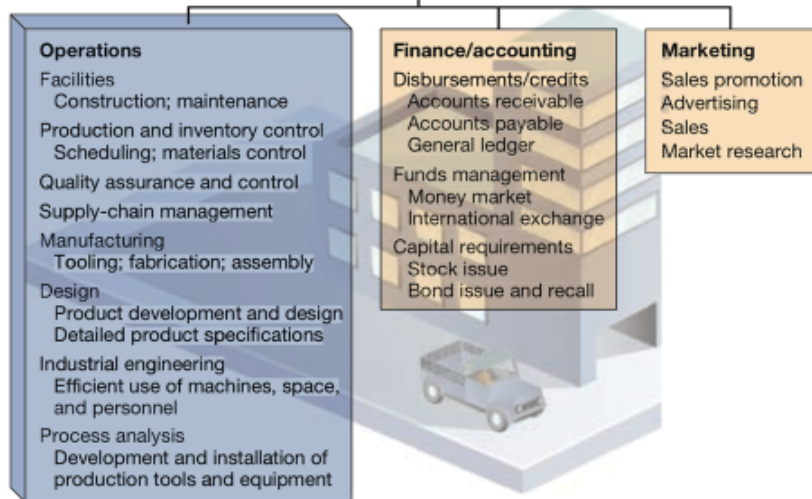 Operations
Facilities
Construction; maintenance
Production and inventory control
Scheduling; materials control
Quality assurance and control
Supply-chain management
Manufacturing
Tooling; fabrication; assembly
Design
Product development and design
Detailed product specifications
Industrial engineering
Efficient use of machines, space,
and personnel
Process analysis
Development and installation of
production tools and equipment
Finance/accounting
Disbursements/credits
Accounts receivable
Accounts payable
General ledger
Funds management
Money market
International exchange
Capital requirements
Stock issue
Bond issue and recall
Marketing
Sales promotion
Advertising
Sales
Market research